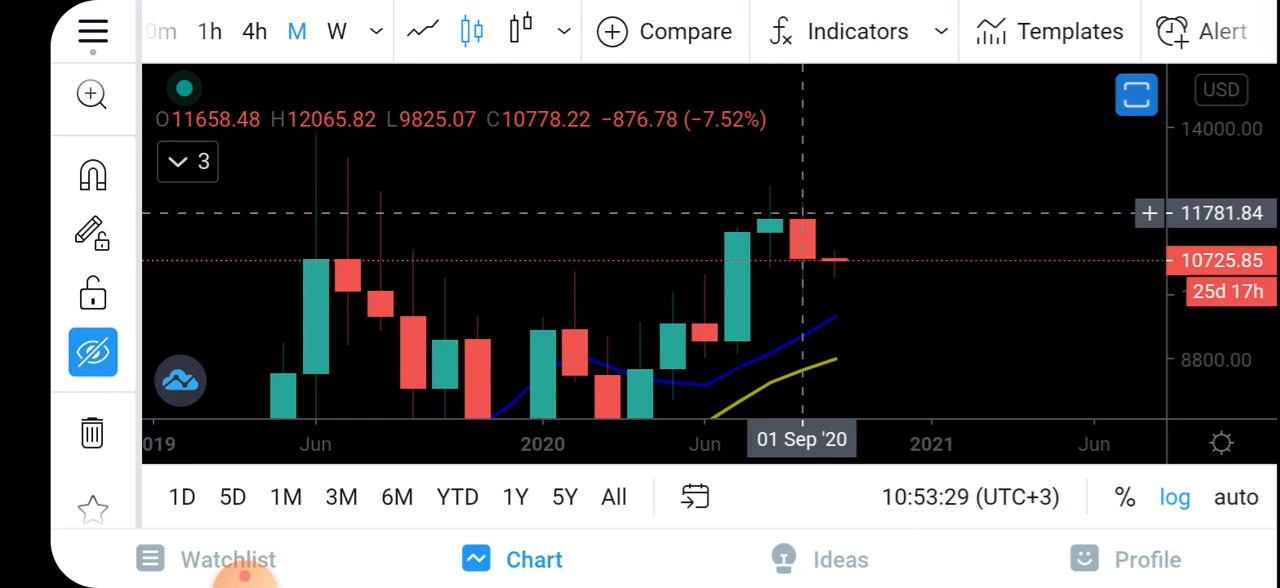 0m 1h 4h M W Compare Indicators Templates Alert
O11658.48 H12065.82 L9825.07 C10778.22 −876.78 (−7.52%)
USD
14000.00
3
11781.84
10725.85
25d 17h
8800.00
019 Jun 2020 Jun 01 Sep '20 2021 Jun
1D 5D 1M 3M 6M YTD 1Y 5Y All 10:53:29 (UTC+3) % log auto
Watchlist Chart Ideas Profile